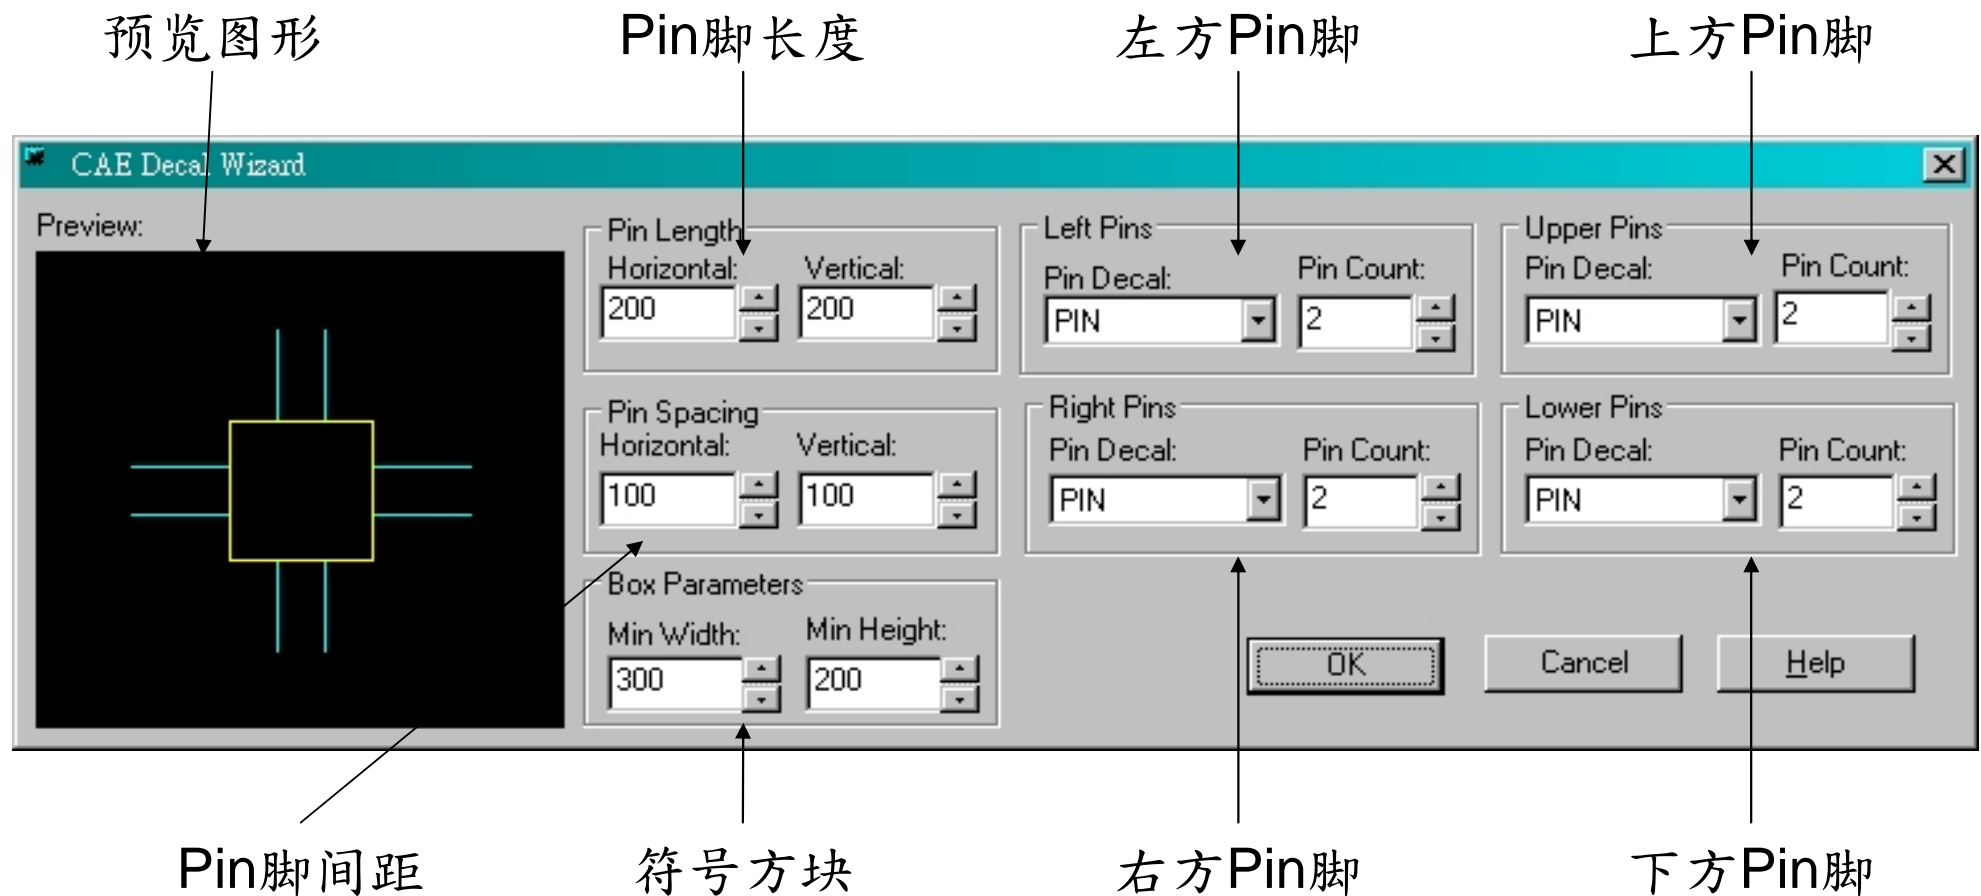 预览图形
Pin脚长度
左方Pin脚
上方Pin脚
CAE Decal Wizard
Preview:
Pin Length
Horizontal:
Vertical:
200
200
Left Pins
Pin Decal:
Pin Count:
PIN
2
Upper Pins
Pin Decal:
Pin Count:
PIN
2
Pin Spacing
Horizontal:
Vertical:
100
100
Right Pins
Pin Decal:
Pin Count:
PIN
2
Lower Pins
Pin Decal:
Pin Count:
PIN
2
Box Parameters
Min Width:
Min Height:
300
200
OK
Cancel
Help
Pin脚间距
符号方块
右方Pin脚
下方Pin脚